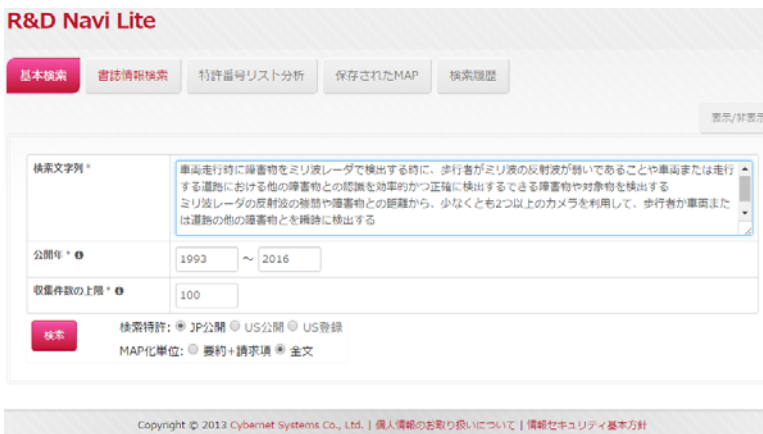 R&D Navi Lite
基本検索 書誌情報検索 特許番号リスト分析 保存されたMAP 検索履歴
表示/非表示
検索文字列 *
車両走行時に障害物をミリ波レーダで検出する時に、歩行者がミリ波の反射波が弱いであることや車両または走行
する道路における他の障害物との認識を効率的かつ正確に検出するできる障害物や対象物を検出する
ミリ波レーダの反射波の強弱や障害物との距離から、少なくとも2つ以上のカメラを利用して、歩行者か車両また
は道路の他の障害物とを瞬時に検出する
公開年 * 1993 ～ 2016
収集件数の上限 * 100
検索 検索特許: JP公開 US公開 US登録
MAP化単位: 要約+請求項 全文
Copyright © 2013 Cybernet Systems Co., Ltd. | 個人情報のお取り扱いについて | 情報セキュリティ基本方針